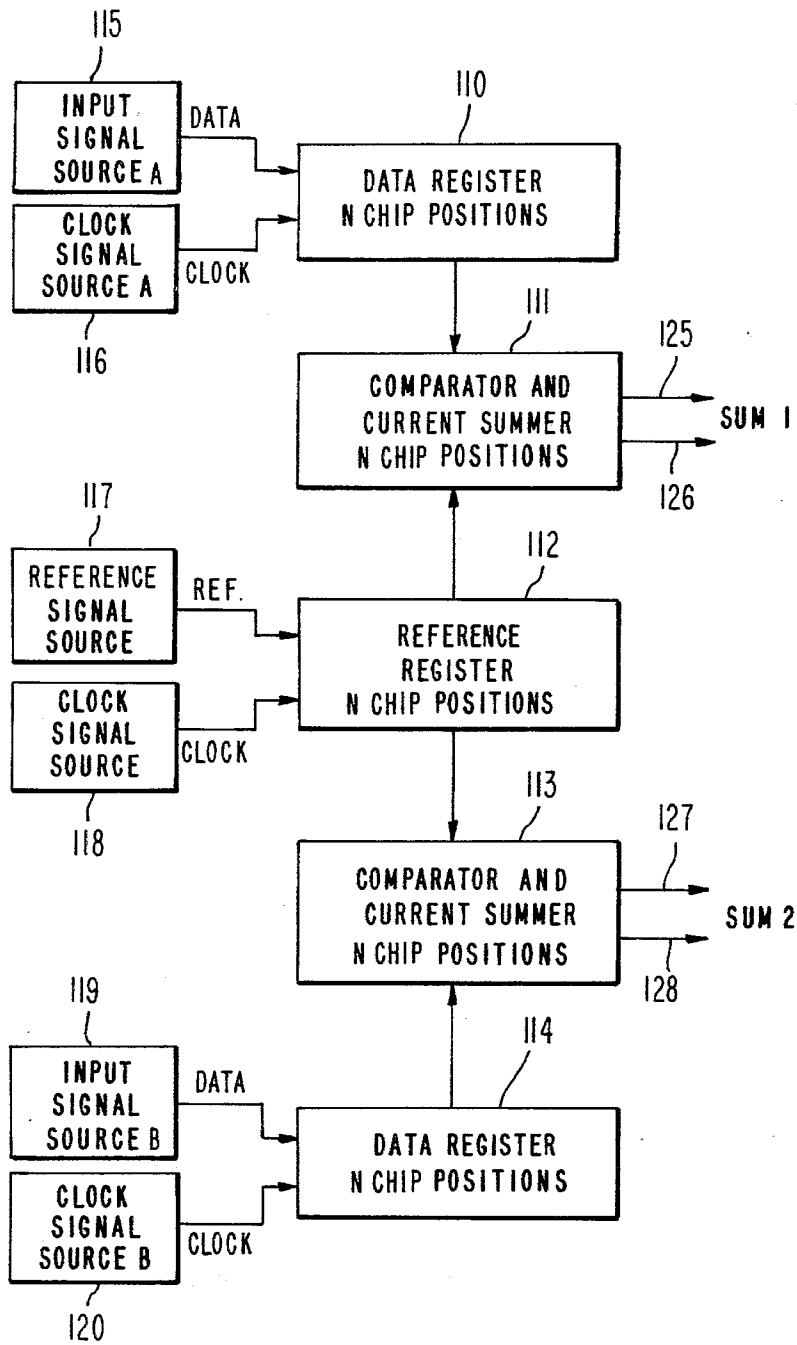 115
INPUT
SIGNAL
SOURCE A
DATA
110
DATA REGISTER
N CHIP POSITIONS
CLOCK
SIGNAL
SOURCE A
CLOCK
116
111
COMPARATOR AND
CURRENT SUMMER
N CHIP POSITIONS
125
SUM 1
126
117
REFERENCE
SIGNAL
SOURCE
REF.
112
REFERENCE
REGISTER
N CHIP POSITIONS
CLOCK
SIGNAL
SOURCE
CLOCK
118
113
COMPARATOR AND
CURRENT SUMMER
N CHIP POSITIONS
127
SUM 2
128
119
INPUT
SIGNAL
SOURCE B
DATA
114
DATA REGISTER
N CHIP POSITIONS
CLOCK
SIGNAL
SOURCE B
CLOCK
120